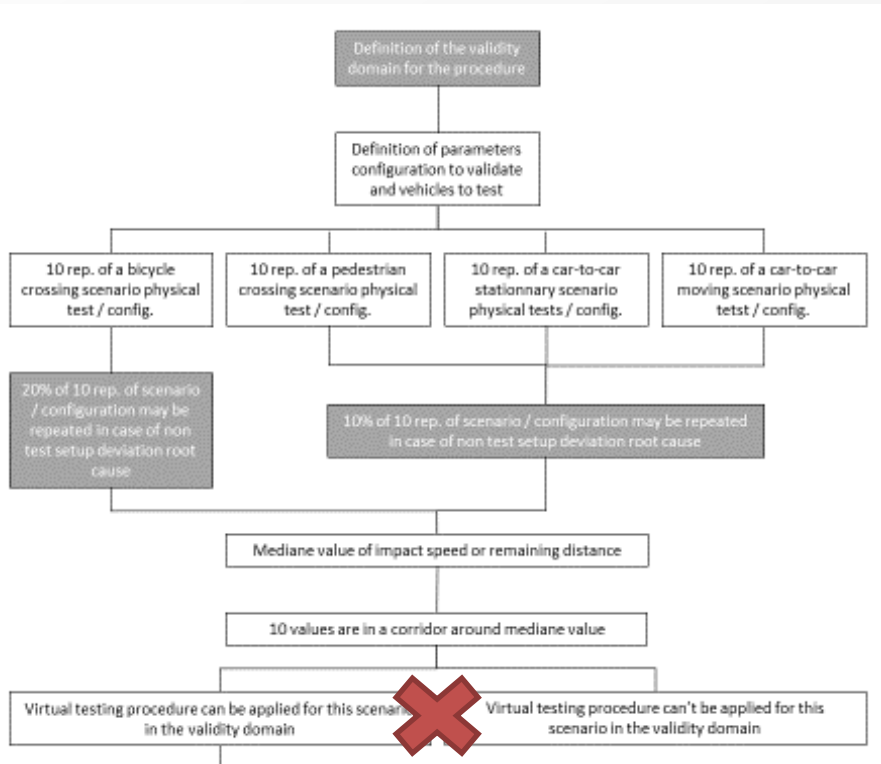 Definition of the validity
domain for the procedure
Definition of parameters
configuration to validate
and vehicles to test
10 rep. of a bicycle
crossing scenario physical
test / config.
10 rep. of a pedestrian
crossing scenario physical
test / config.
10 rep. of a car-to-car
stationnary scenario
physical tests / config.
10 rep. of a car-to-car
moving scenario physical
tetst / config.
20% of 10 rep. of scenario
/ configuration may be
repeated in case of non
test setup deviation root
cause
10% of 10 rep. of scenario / configuration may be repeated
in case of non test setup deviation root cause
Mediane value of impact speed or remaining distance
10 values are in a corridor around mediane value
Virtual testing procedure can be applied for this scenario
in the validity domain
Virtual testing procedure can't be applied for this
scenario in the validity domain